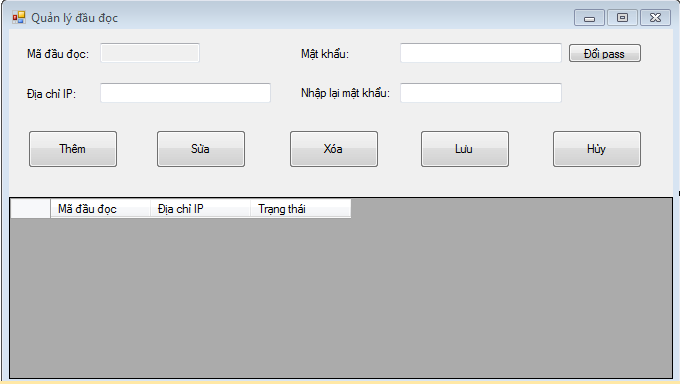 Quản lý đầu đọc
Mã đầu đọc: Mật khẩu: Đổi pass
Địa chỉ IP: Nhập lại mật khẩu:
Thêm Sửa Xóa Lưu Hủy
Mã đầu đọc Địa chỉ IP Trạng thái